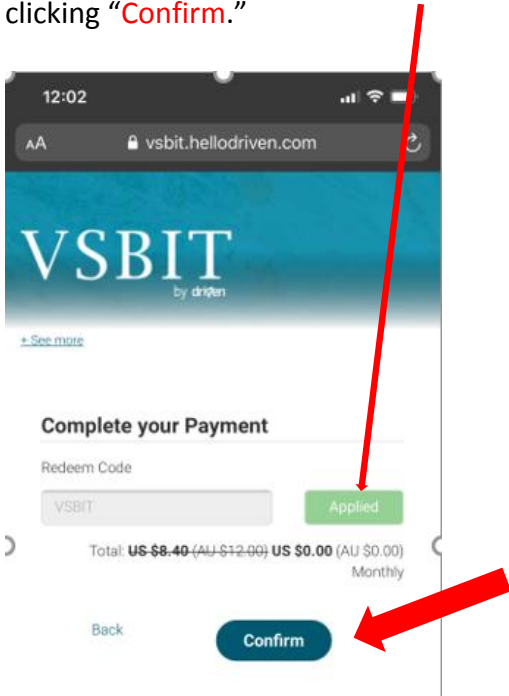 clicking “Confirm.”
12:02
AA vsbit.hellodriven.com
VSBIT
by driven
+ See more
Complete your Payment
Redeem Code
VSBIT Applied
Total: US $8.40 (AU $12.00) US $0.00 (AU $0.00)
Monthly
Back Confirm